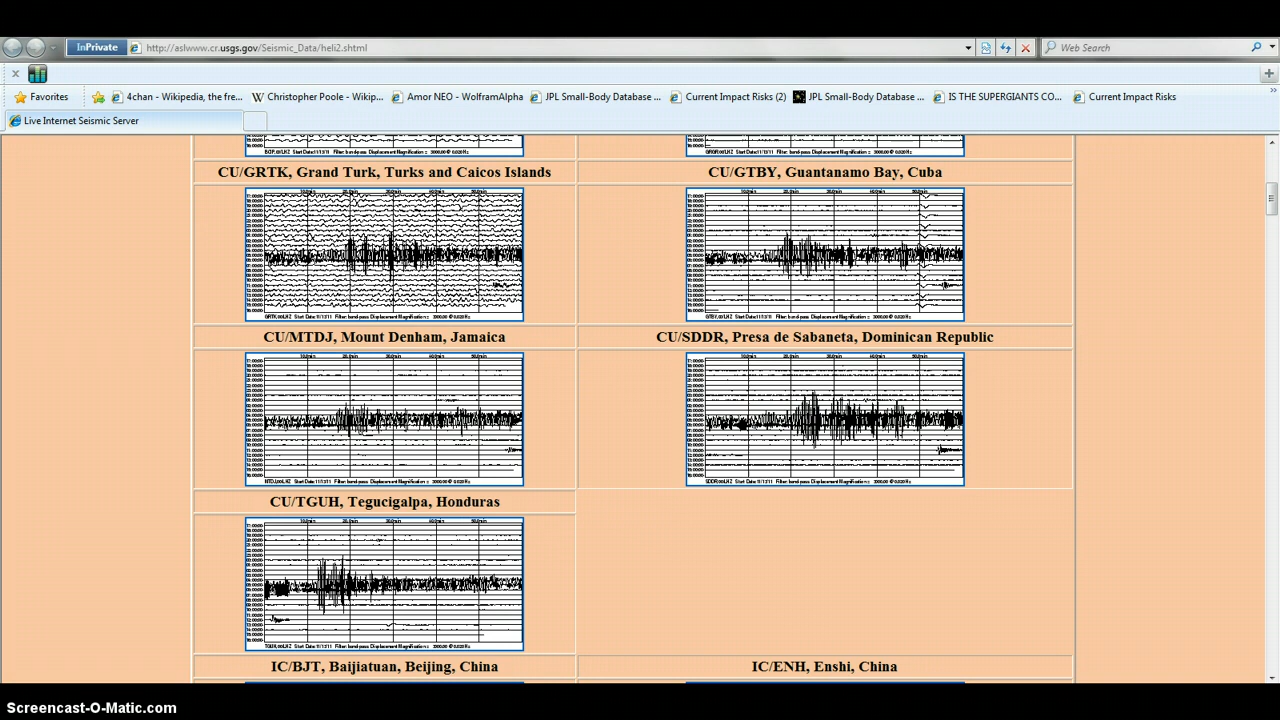 InPrivate http://aslwww.cr.usgs.gov/Seismic_Data/heli2.shtml Web Search
Favorites 4chan - Wikipedia, the fre... Christopher Poole - Wikip... Amor NEO - WolframAlpha JPL Small-Body Database ... Current Impact Risks (2) JPL Small-Body Database ... IS THE SUPERGIANTS CO... Current Impact Risks
Live Internet Seismic Server
CU/GRTK, Grand Turk, Turks and Caicos Islands CU/GTBY, Guantanamo Bay, Cuba
CU/MTDJ, Mount Denham, Jamaica CU/SDDR, Presa de Sabaneta, Dominican Republic
CU/TGUH, Tegucigalpa, Honduras
IC/BJT, Baijiatuan, Beijing, China IC/ENH, Enshi, China
Screencast-O-Matic.com